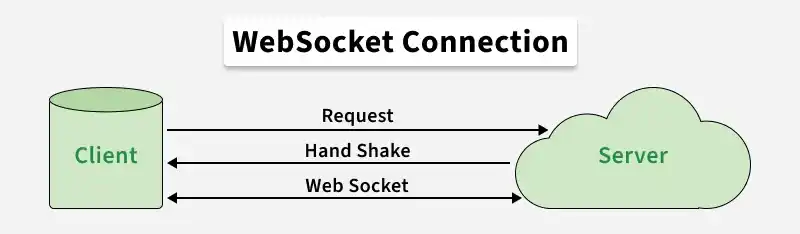 WebSocket Connection
Request
Client
Hand Shake
Server
Web Socket